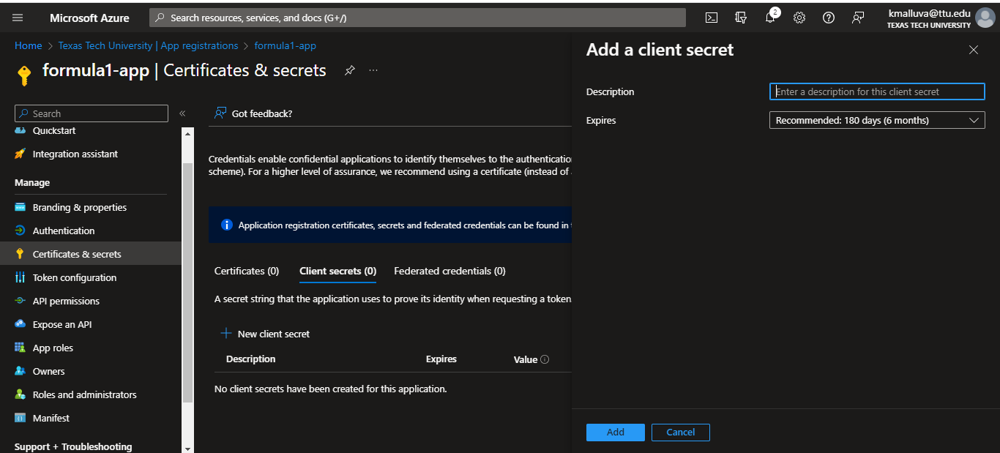 Microsoft Azure
Search resources, services, and docs (G+/)
2
kmalluva@ttu.edu
TEXAS TECH UNIVERSITY
Home > Texas Tech University | App registrations > formula1-app
formula1-app | Certificates & secrets
Search
Quickstart
Integration assistant
Manage
Branding & properties
Authentication
Certificates & secrets
Token configuration
API permissions
Expose an API
App roles
Owners
Roles and administrators
Manifest
Support + Troubleshooting
Got feedback?
Credentials enable confidential applications to identify themselves to the authentication
scheme). For a higher level of assurance, we recommend using a certificate (instead of
Application registration certificates, secrets and federated credentials can be found in
Certificates (0) Client secrets (0) Federated credentials (0)
A secret string that the application uses to prove its identity when requesting a token
New client secret
Description Expires Value
No client secrets have been created for this application.
Add a client secret
Description Enter a description for this client secret
Expires Recommended: 180 days (6 months)
Add Cancel